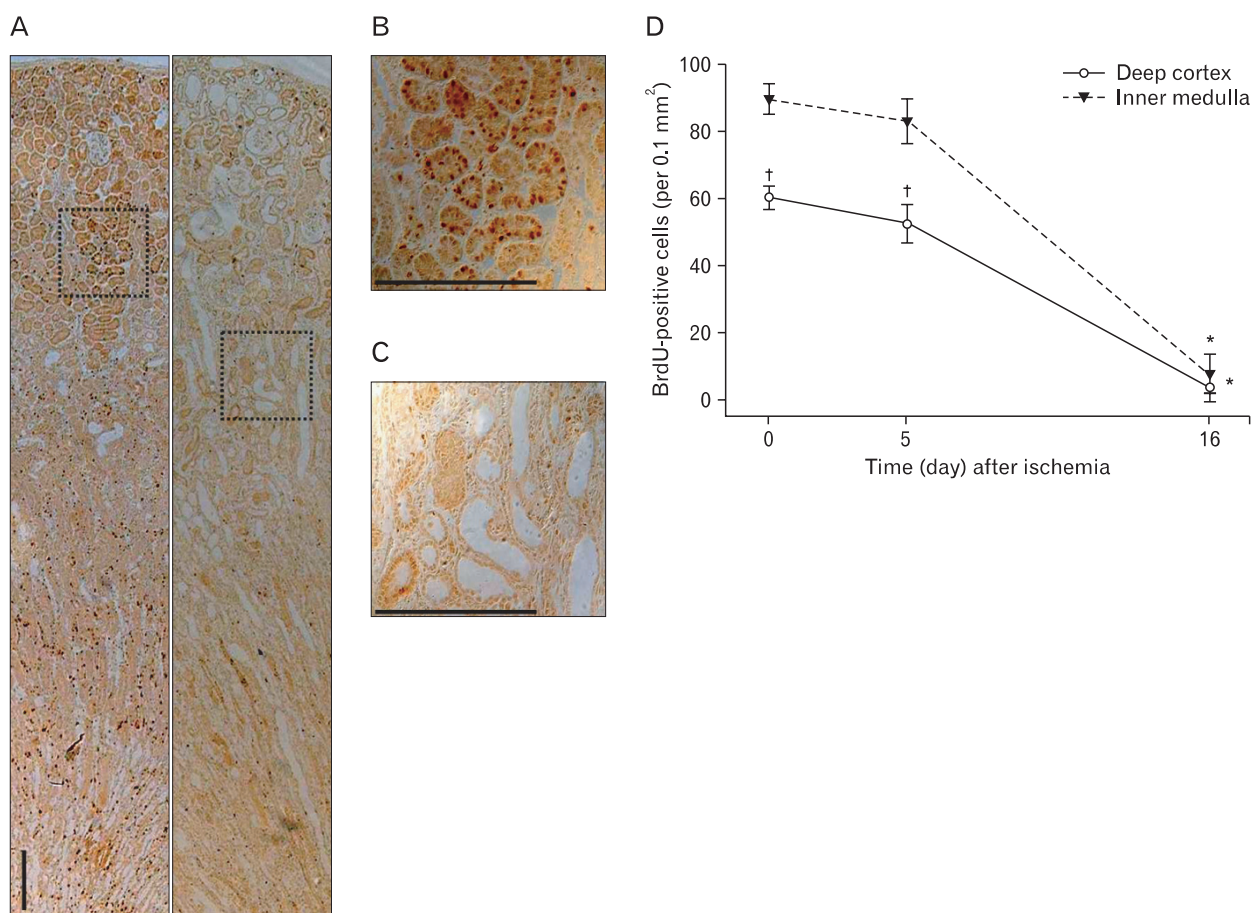 A
B
C
D
BrdU-positive cells (per 0.1 mm²)
100
80
60
40
20
0
†
†
*
*
Deep cortex
Inner medulla
0 5 16
Time (day) after ischemia